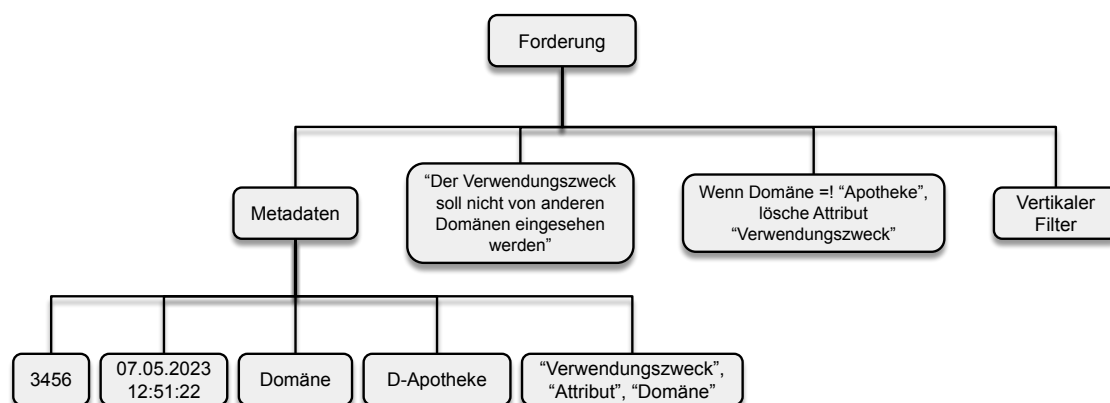 Forderung
Metadaten
“Der Verwendungszweck
soll nicht von anderen
Domänen eingesehen
werden”
Wenn Domäne =! “Apotheke”,
lösche Attribut
“Verwendungszweck”
Vertikaler
Filter
3456
07.05.2023
12:51:22
Domäne
D-Apotheke
“Verwendungszweck”,
“Attribut”, “Domäne”